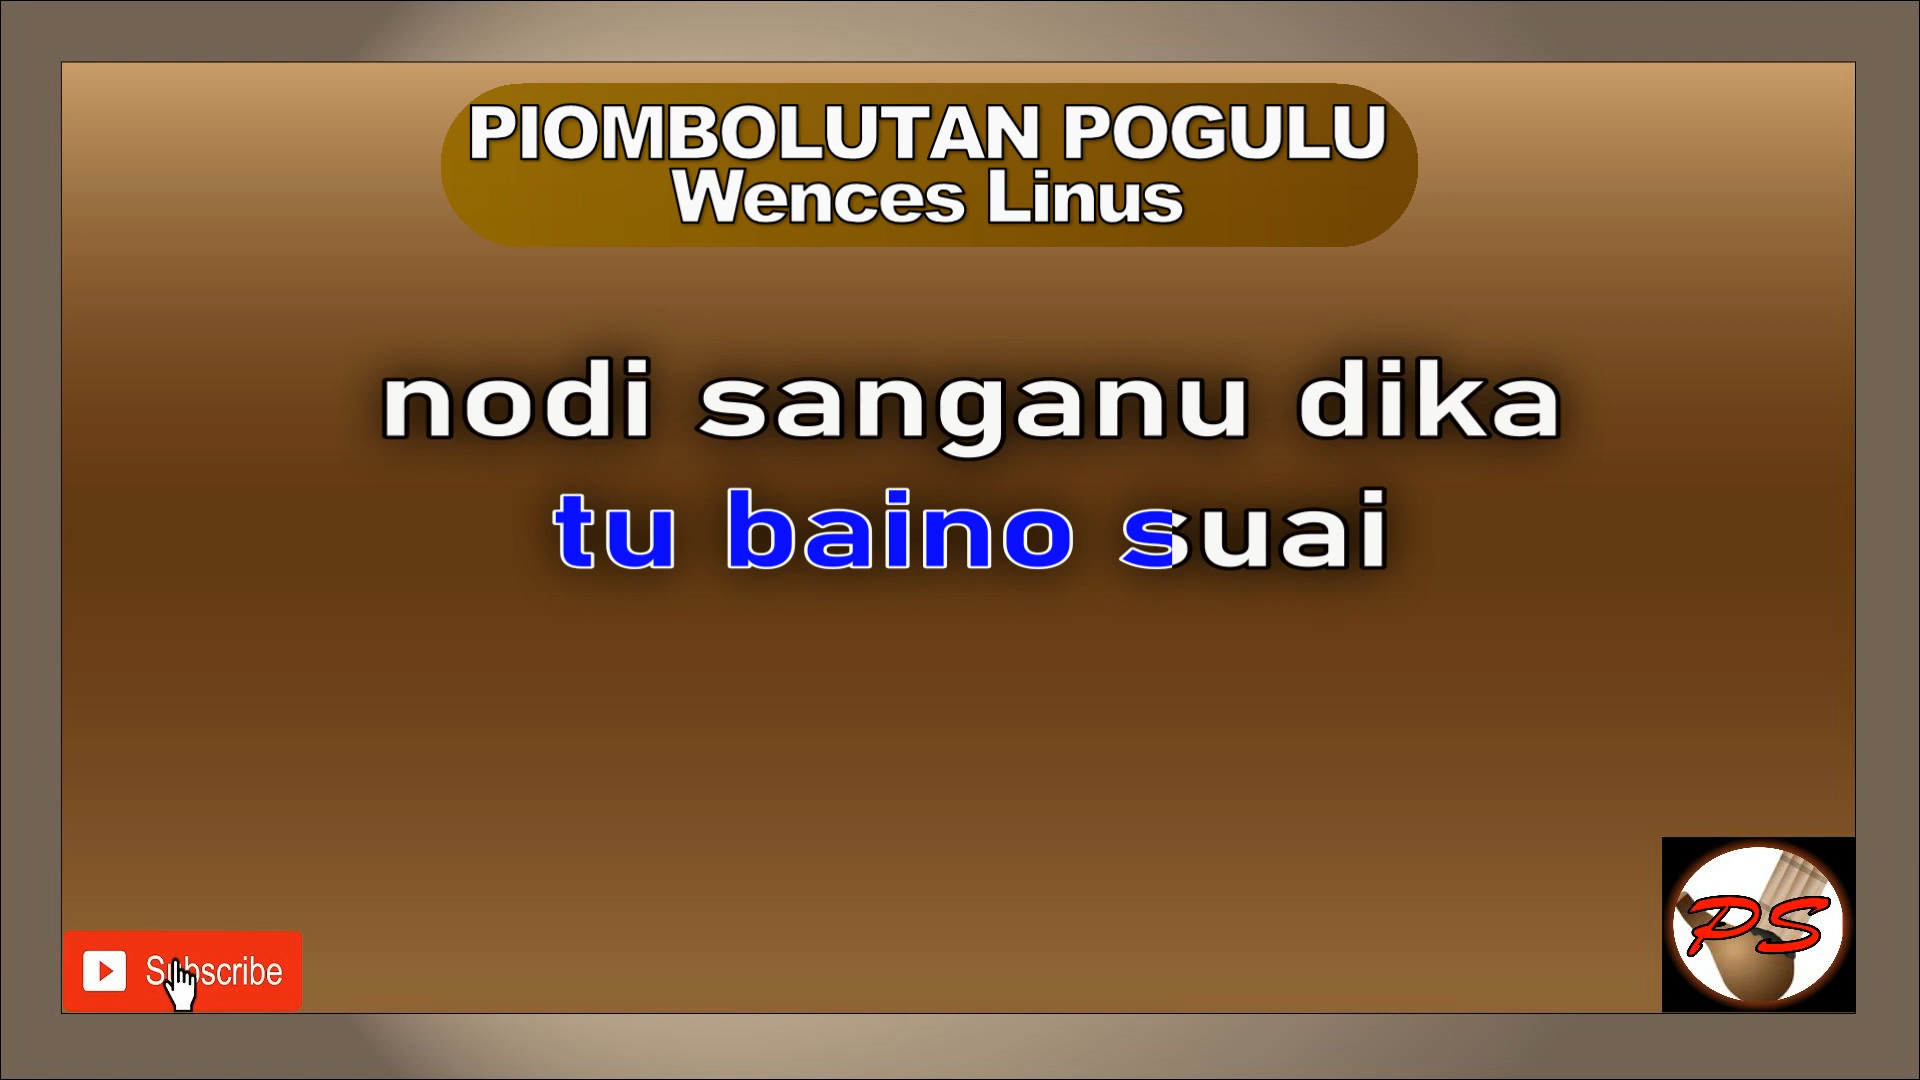 PIOMBOLUTAN POGULU
Wences Linus
nodi sanganu dika
tu baino suai
Subscribe
PS